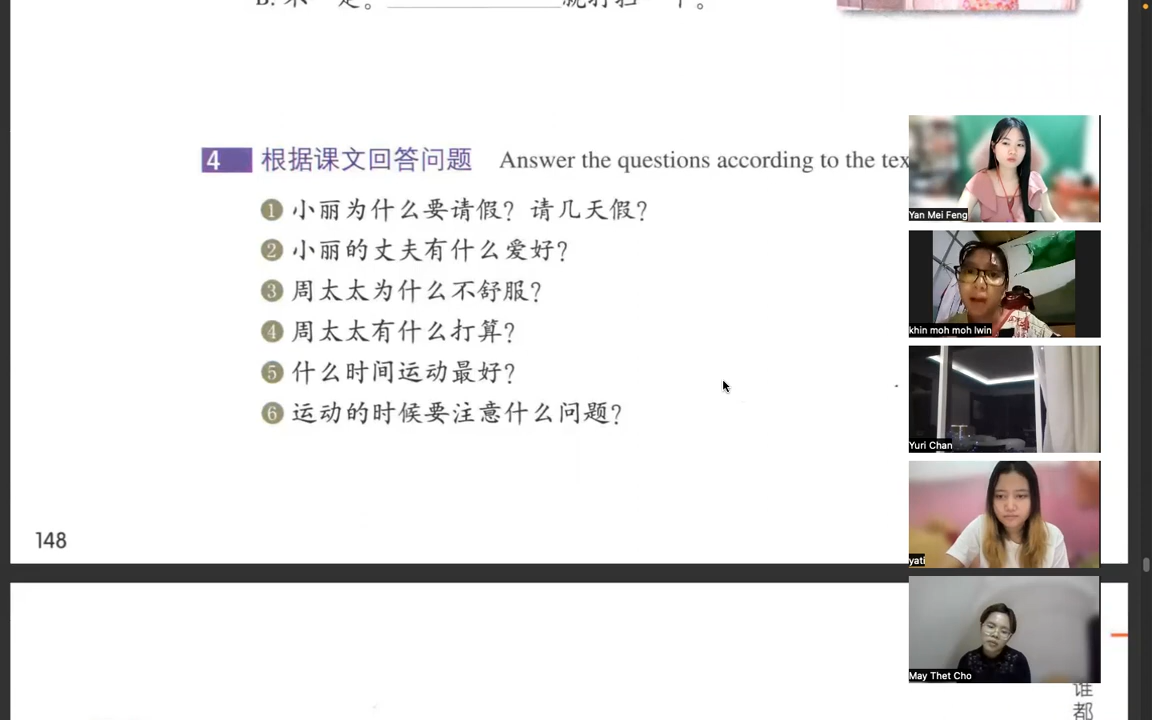 4 根据课文回答问题 Answer the questions according to the tex
1 小丽为什么要请假？请几天假？
2 小丽的丈夫有什么爱好？
3 周太太为什么不舒服？
4 周太太有什么打算？
5 什么时间运动最好？
6 运动的时候要注意什么问题？
148
Yan Mei Feng
khin moh moh lwin
Yuri Chan
yati
May Thet Cho
谁
都